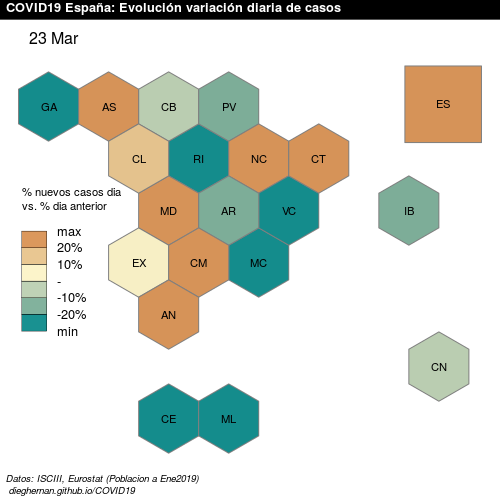 COVID19 España: Evolución variación diaria de casos
23 Mar
GA AS CB PV ES
CL RI NC CT
% nuevos casos dia
vs. % dia anterior
MD AR VC IB
max
20%
10%
-
-10%
-20%
min
EX CM MC
AN
CN
CE ML
Datos: ISCIII, Eurostat (Poblacion a Ene2019)
dieghernan.github.io/COVID19